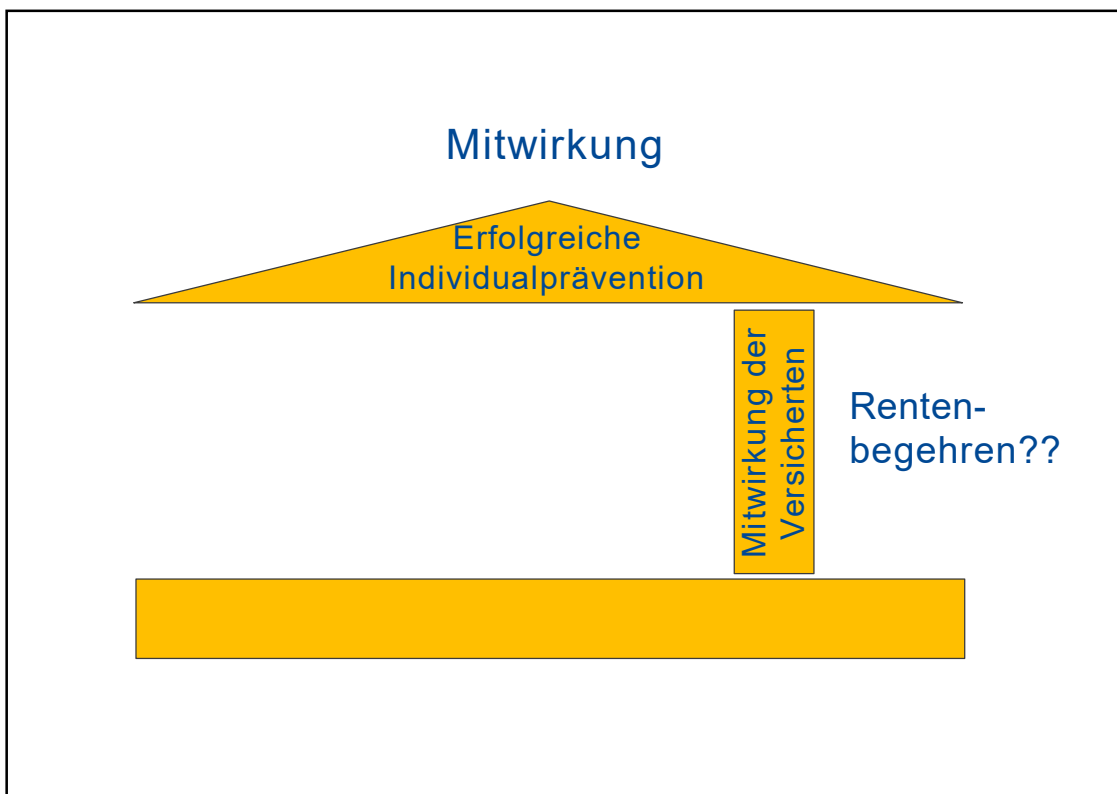 Mitwirkung
Erfolgreiche
Individualprävention
Mitwirkung der
Versicherten
Renten-
begehren??